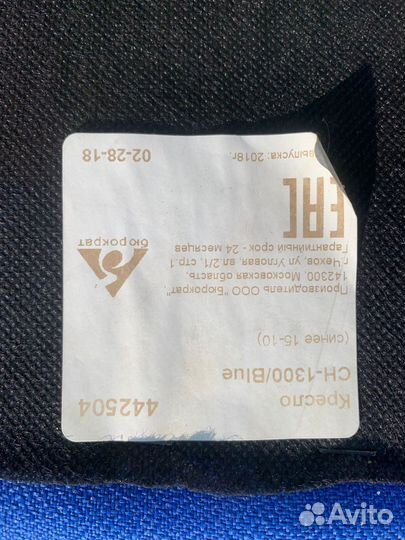 Кресло 442504
CH-1300/Blue
(синее 15-10)
Производитель ООО "Бюрократ",
142300, Московская область,
г.Чехов, ул.Угловая, вл.2/1, стр.1
Гарантийный срок - 24 месяцев
бюрократ
EAC
выпуска: 2018г. 02-28-18
Avito